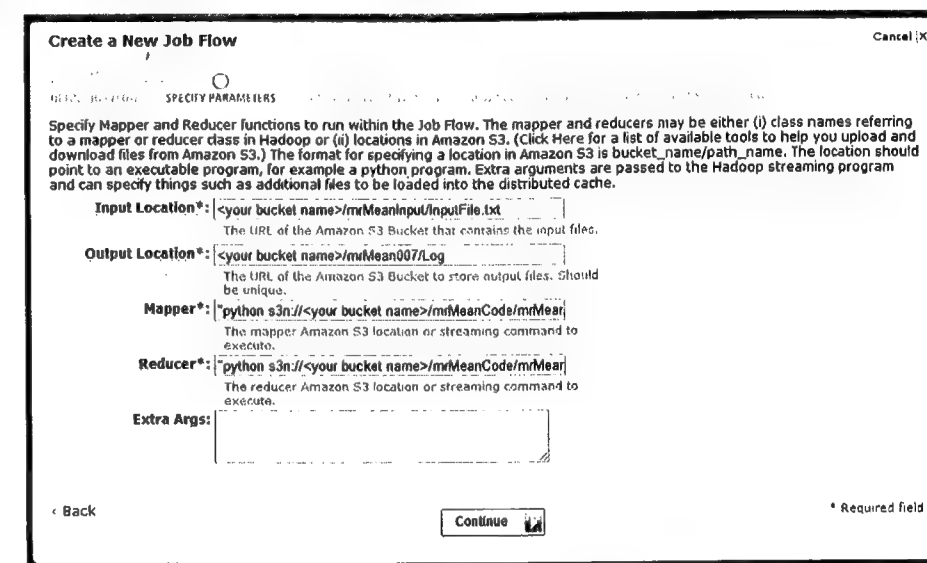 Create a New Job Flow
Cancel X
SPECIFY PARAMETERS
Specify Mapper and Reducer functions to run within the Job Flow. The mapper and reducers may be either (i) class names referring
to a mapper or reducer class in Hadoop or (ii) locations in Amazon S3. (Click Here for a list of available tools to help you upload and
download files from Amazon S3.) The format for specifying a location in Amazon S3 is bucket_name/path_name. The location should
point to an executable program, for example a python program. Extra arguments are passed to the Hadoop streaming program
and can specify things such as additional files to be loaded into the distributed cache.
Input Location*: <your bucket name>/mrMeanInput/inputFile.txt
The URL of the Amazon S3 Bucket that contains the input files.
Output Location*: <your bucket name>/mrMean007/Log
The URL of the Amazon S3 Bucket to store output files. Should
be unique.
Mapper*: "python s3n://<your bucket name>/mrMeanCode/mrMear
The mapper Amazon S3 location or streaming command to
execute.
Reducer*: "python s3n://<your bucket name>/mrMeanCode/mrMear
The reducer Amazon S3 location or streaming command to
execute.
Extra Args:
‹ Back
Continue
* Required field